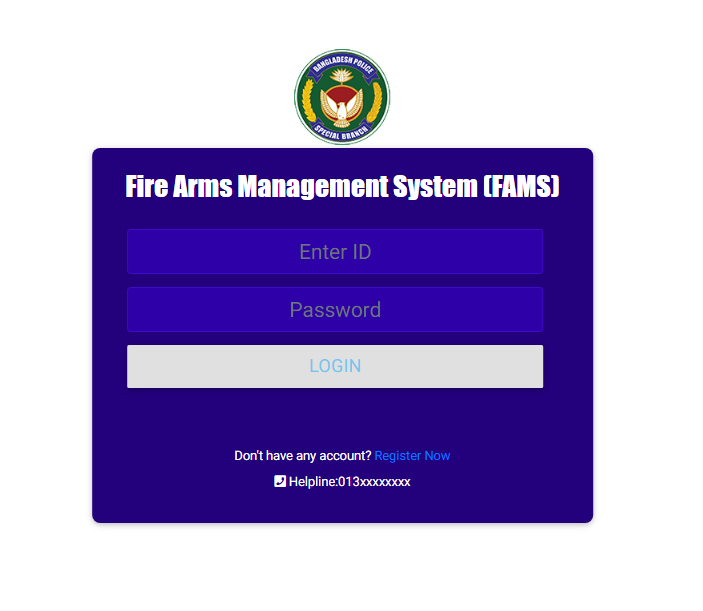 BANGLADESH POLICE
SPECIAL BRANCH
Fire Arms Management System (FAMS)
Enter ID
Password
LOGIN
Don't have any account? Register Now
Helpline:013xxxxxxxx